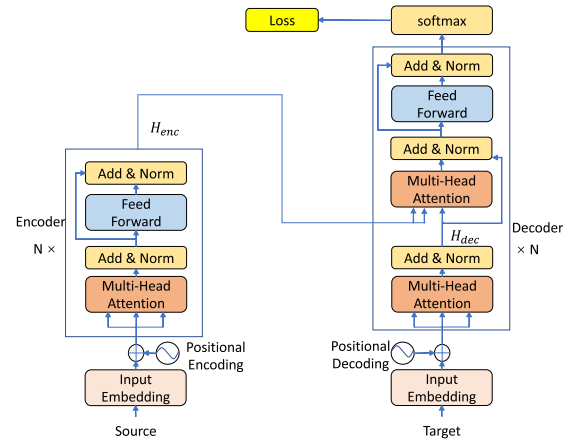 Loss
softmax
Add & Norm
Feed
Forward
Add & Norm
Multi-Head
Attention
H_dec
Add & Norm
Multi-Head
Attention
Decoder
× N
Positional
Decoding
Input
Embedding
Target
H_enc
Add & Norm
Feed
Forward
Add & Norm
Multi-Head
Attention
Encoder
N ×
Positional
Encoding
Input
Embedding
Source